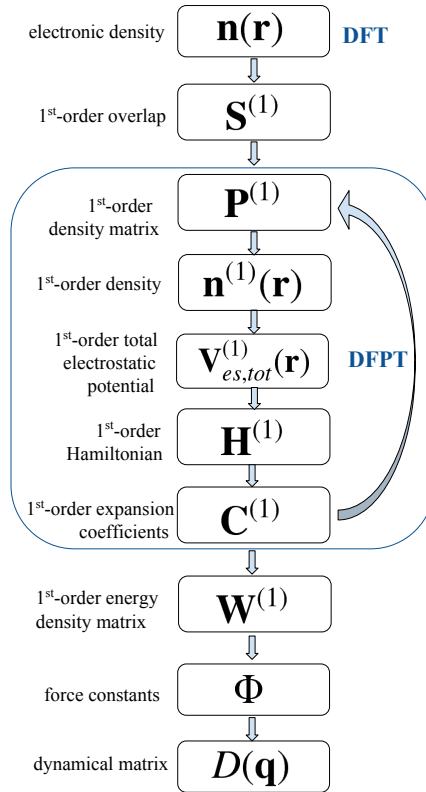 electronic density
n(r)
DFT
1st-order overlap
S(1)
1st-order
density matrix
P(1)
1st-order density
n(1)(r)
1st-order total
electrostatic
potential
V(1)es,tot(r)
DFPT
1st-order
Hamiltonian
H(1)
1st-order expansion
coefficients
C(1)
1st-order energy
density matrix
W(1)
force constants
Φ
dynamical matrix
D(q)